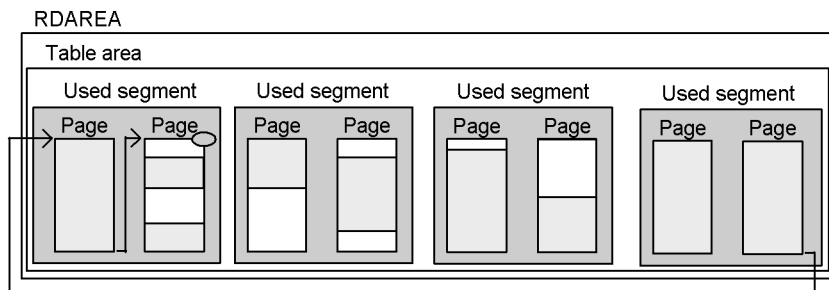 RDAREA
Table area
Used segment Used segment Used segment Used segment
Page Page Page Page Page Page Page Page